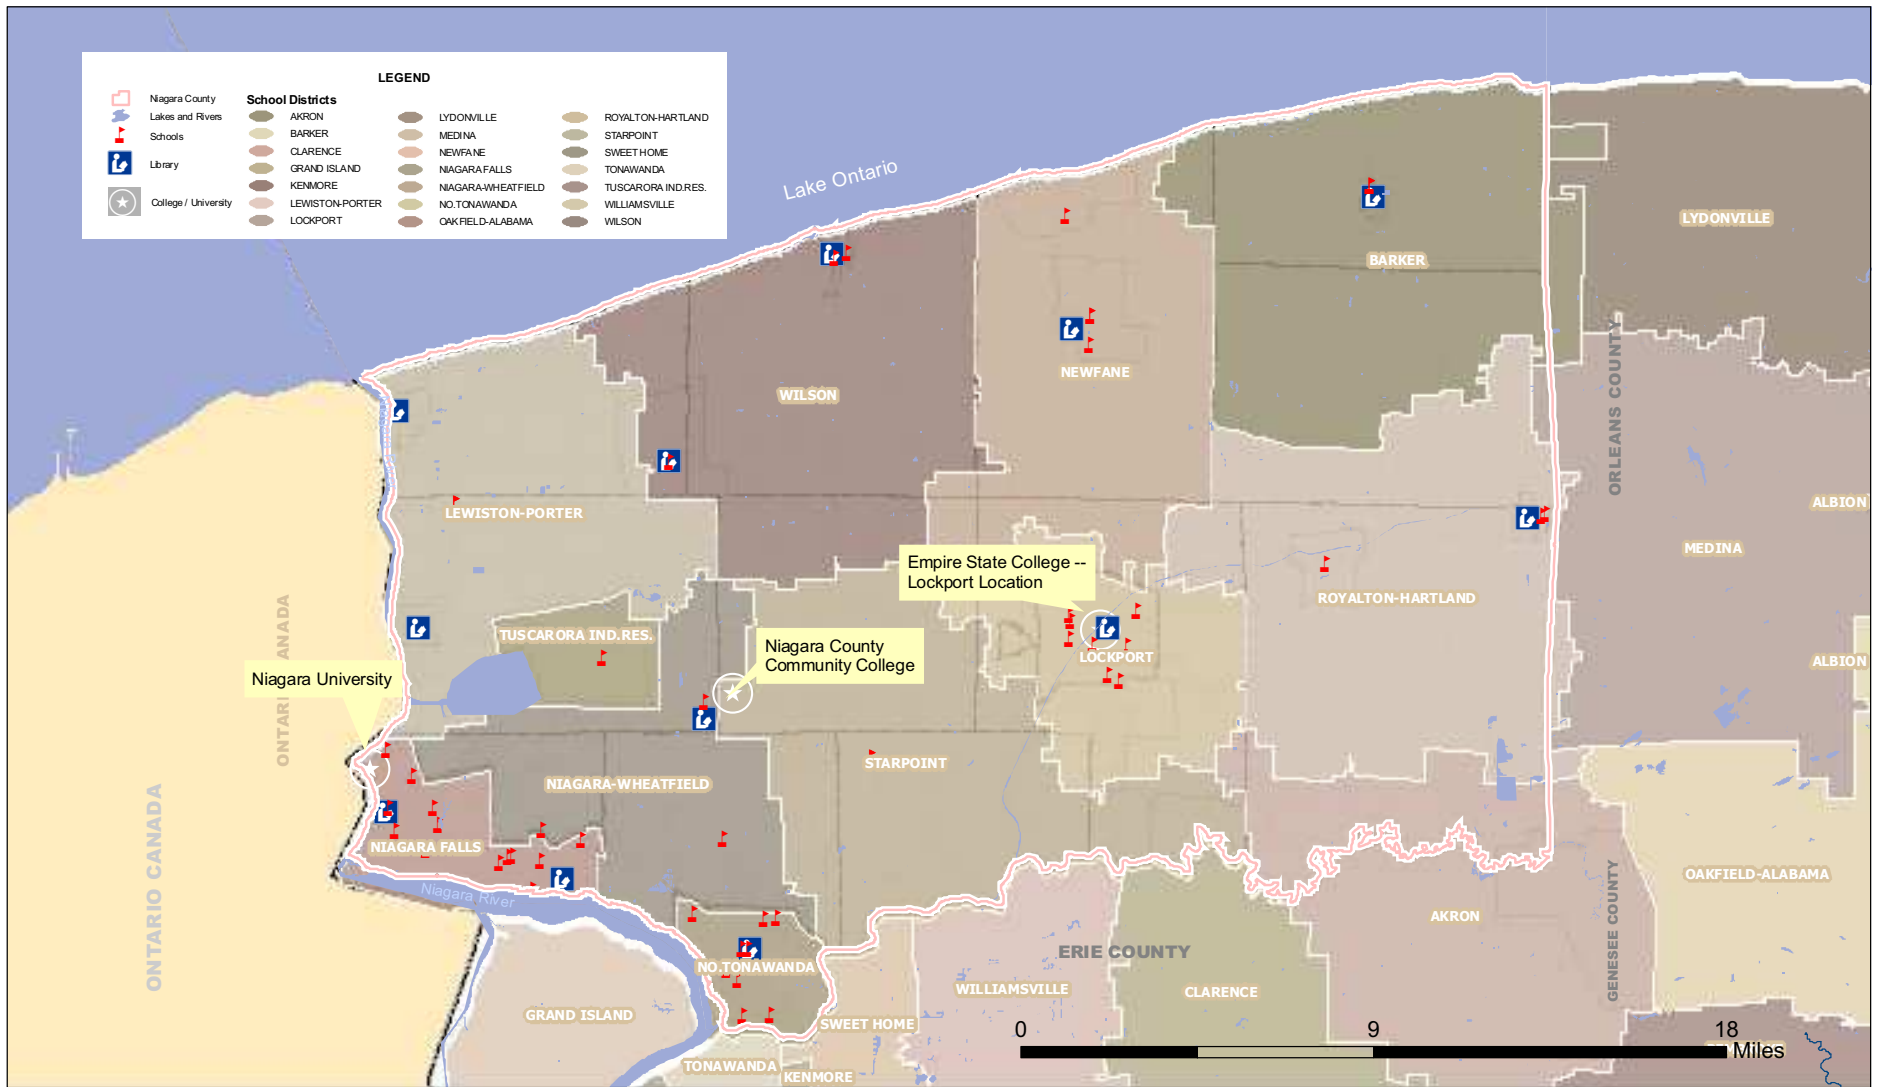 LEGEND
Niagara County
Lakes and Rivers
Schools
Library
College / University
School Districts
AKRON
BARKER
CLARENCE
GRAND ISLAND
KENMORE
LEWISTON-PORTER
LOCKPORT
LYDONVILLE
MEDINA
NEWFANE
NIAGARA FALLS
NIAGARA-WHEATFIELD
NO.TONAWANDA
OAKFIELD-ALABAMA
ROYALTON-HARTLAND
STARPOINT
SWEET HOME
TONAWANDA
TUSCARORA IND.RES.
WILLIAMSVILLE
WILSON
Lake Ontario
LYDONVILLE
BARKER
NEWFANE
WILSON
ORLEANS COUNTY
LEWISTON-PORTER
ALBION
MEDINA
Empire State College --
Lockport Location
ROYALTON-HARTLAND
TUSCARORA IND.RES.
Niagara County
Community College
LOCKPORT
ALBION
Niagara University
ONTARIO CANADA
STARPOINT
NIAGARA-WHEATFIELD
NIAGARA FALLS
Niagara River
ONTARIO CANADA
OAKFIELD-ALABAMA
GENESEE COUNTY
AKRON
ERIE COUNTY
NO.TONAWANDA
WILLIAMSVILLE
CLARENCE
GRAND ISLAND
SWEET HOME
TONAWANDA
KENMORE
0 9 18
Miles